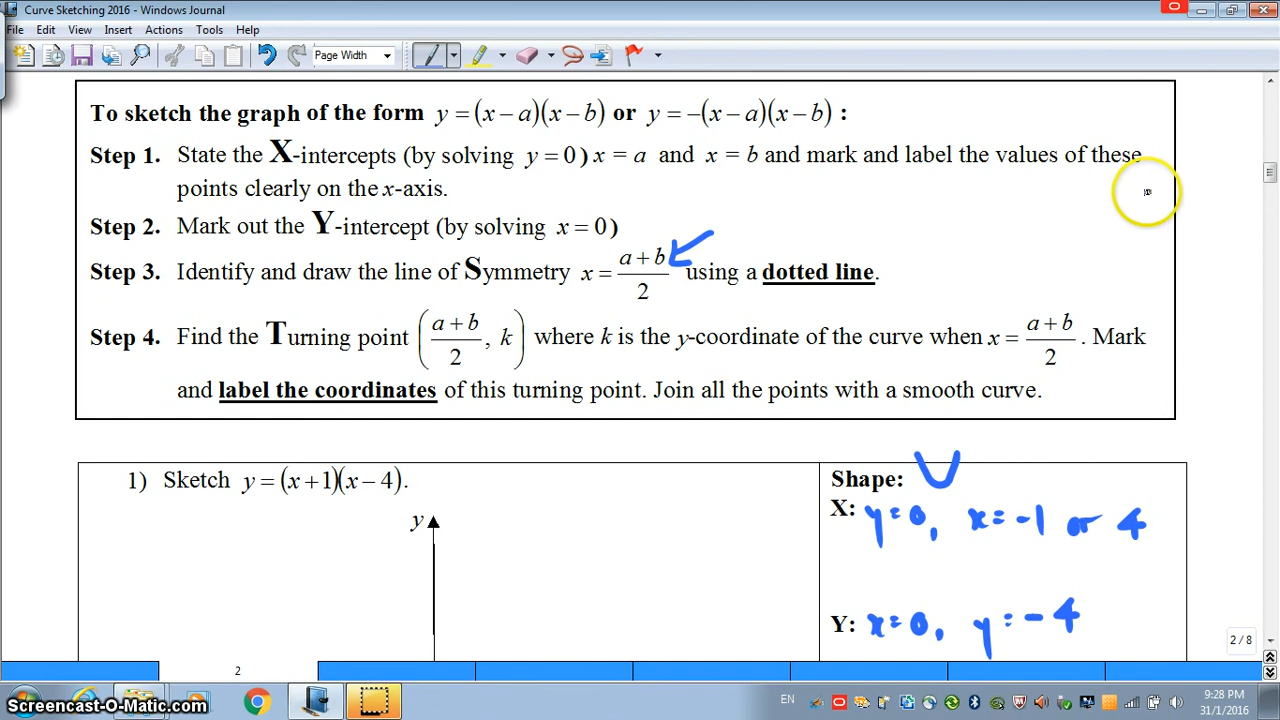 Curve Sketching 2016 - Windows Journal
File Edit View Insert Actions Tools Help
Page Width
To sketch the graph of the form y = (x − a)(x − b) or y = −(x − a)(x − b) :
Step 1. State the X-intercepts (by solving y = 0) x = a and x = b and mark and label the values of these
points clearly on the x-axis.
Step 2. Mark out the Y-intercept (by solving x = 0)
Step 3. Identify and draw the line of Symmetry x = (a + b)/2 using a dotted line.
Step 4. Find the Turning point ((a + b)/2, k) where k is the y-coordinate of the curve when x = (a + b)/2. Mark
and label the coordinates of this turning point. Join all the points with a smooth curve.
1) Sketch y = (x + 1)(x − 4).
y
Shape:
X: y = 0, x = -1 or 4
Y: x = 0, y = -4
2 / 8
2
EN
9:28 PM
31/1/2016
Screencast-O-Matic.com